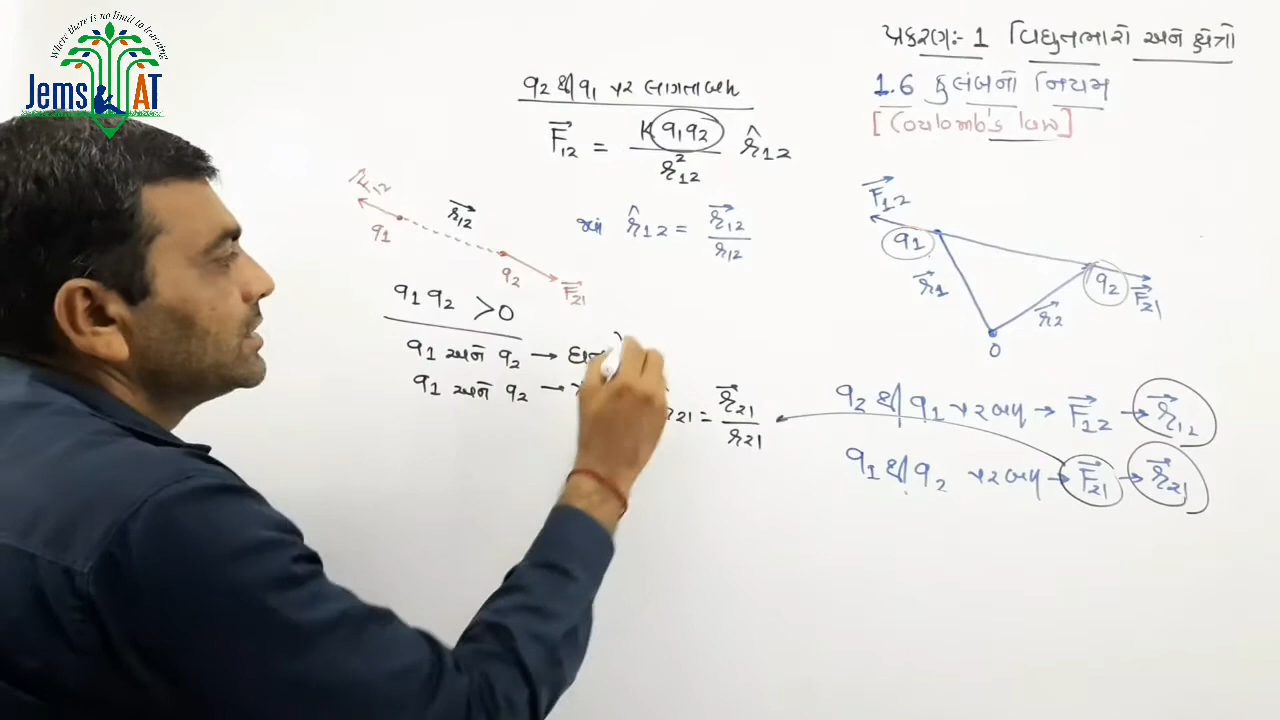 Where there is no limit to learning
Jems AT
પ્રકરણ:- 1 વિદ્યુતભારો અને ક્ષેત્રો
1.6 કુલંબનો નિયમ
[Coulomb's law]
q₂ થી q₁ પર લાગતા બળ
F⃗₁₂ = K q₁q₂ / r²₁₂ r̂₁₂
r̂₁₂ = r⃗₁₂ / r₁₂
r⃗₁₂
q₁
q₂
F⃗₂₁
q₁ q₂ > 0
q₁ અને q₂ →
q₁ અને q₂ →
₂₁ = r⃗₂₁ / r₂₁
F⃗₁₂
q₁
q₂
F⃗₂₁
r⃗₁
r⃗₂
O
q₂ થી q₁ પર બળ → F⃗₁₂ → r⃗₁₂
q₁ થી q₂ પર બળ → F⃗₂₁ → r⃗₂₁